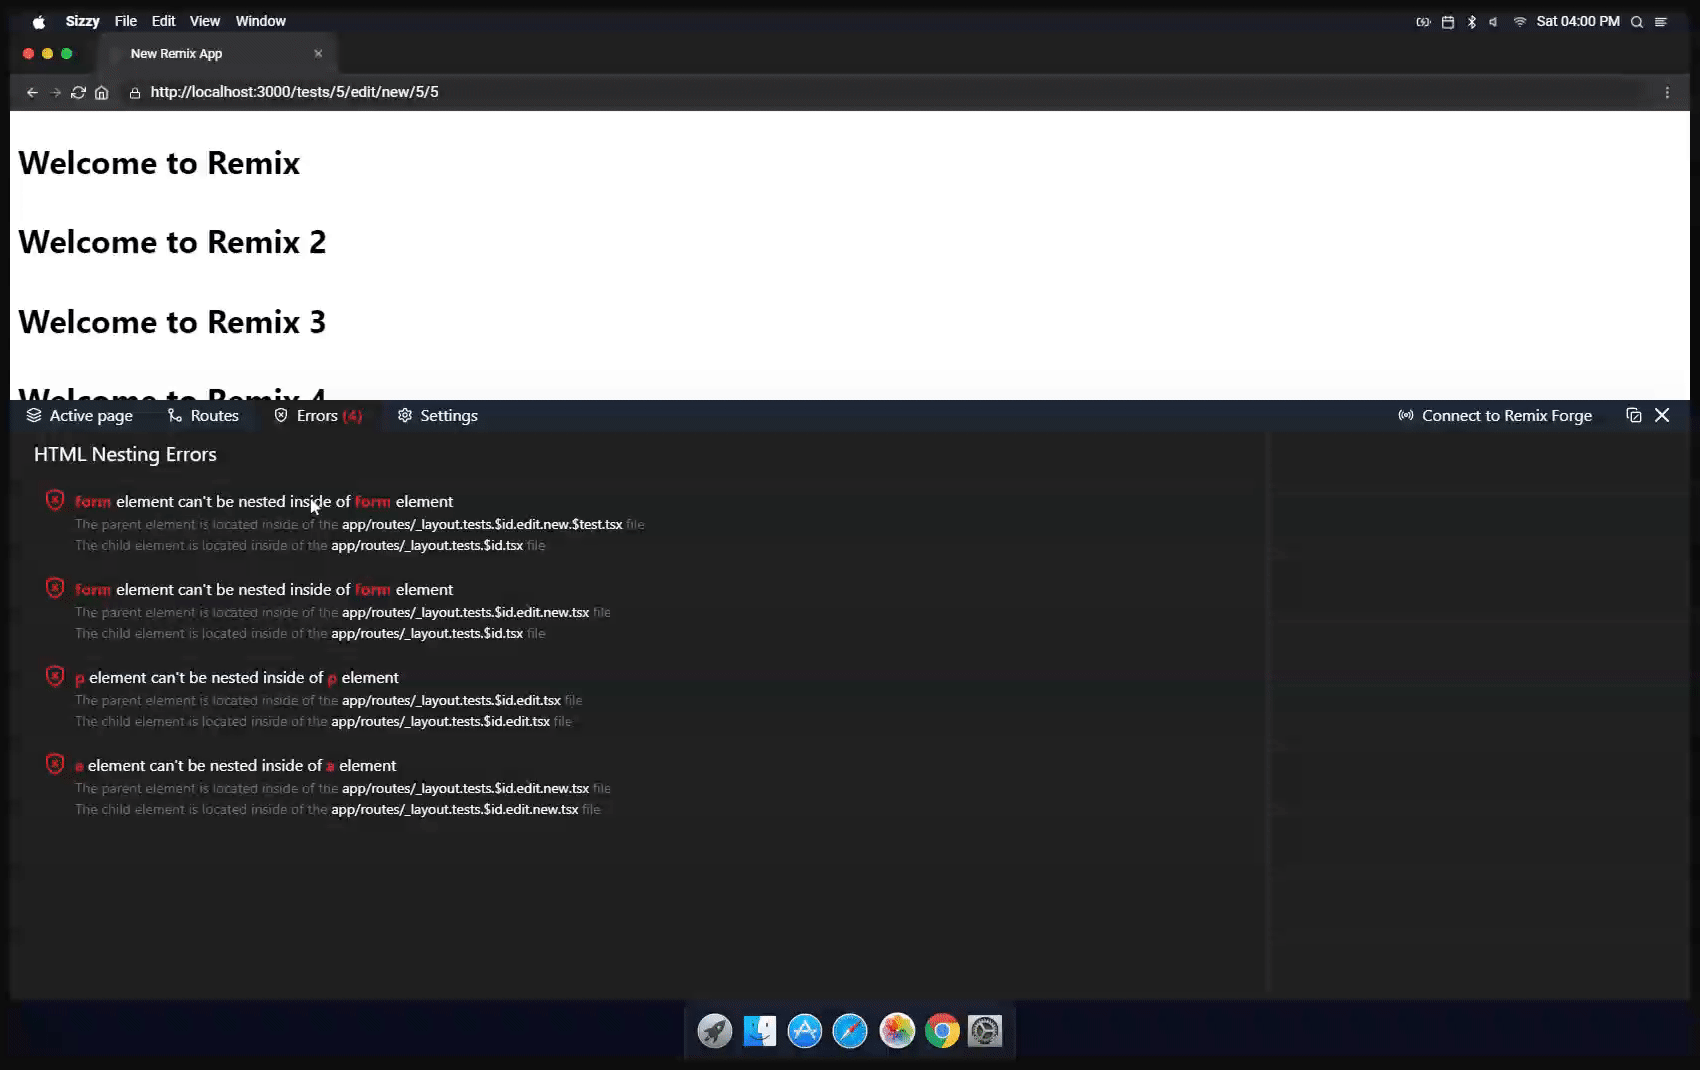 Sizzy File Edit View Window Sat 04:00 PM
New Remix App
http://localhost:3000/tests/5/edit/new/5/5
Welcome to Remix
Welcome to Remix 2
Welcome to Remix 3
Welcome to Remix 4
Active page Routes Errors (4) Settings Connect to Remix Forge
HTML Nesting Errors
form element can't be nested inside of form element
The parent element is located inside of the app/routes/_layout.tests.$id.edit.new.$test.tsx file
The child element is located inside of the app/routes/_layout.tests.$id.tsx file
form element can't be nested inside of form element
The parent element is located inside of the app/routes/_layout.tests.$id.edit.new.tsx file
The child element is located inside of the app/routes/_layout.tests.$id.tsx file
p element can't be nested inside of p element
The parent element is located inside of the app/routes/_layout.tests.$id.edit.tsx file
The child element is located inside of the app/routes/_layout.tests.$id.edit.tsx file
a element can't be nested inside of a element
The parent element is located inside of the app/routes/_layout.tests.$id.edit.new.tsx file
The child element is located inside of the app/routes/_layout.tests.$id.edit.new.tsx file